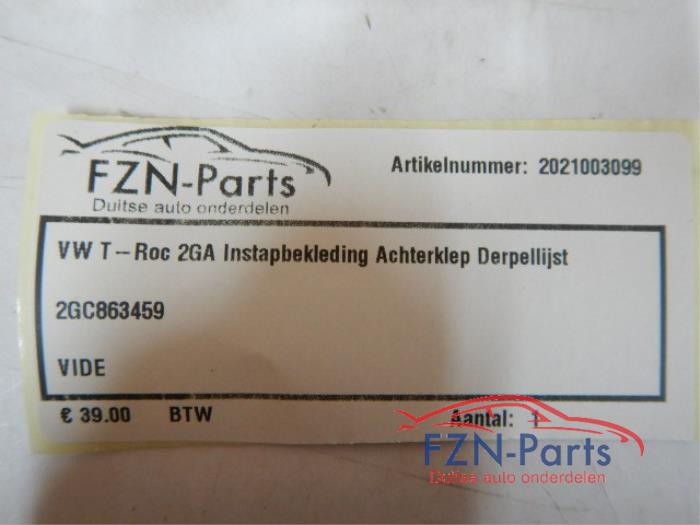 FZN-Parts
Duitse auto onderdelen
Artikelnummer: 2021003099
VW T-Roc 2GA Instapbekleding Achterklep Derpellijst
2GC863459
VIDE
€ 39.00 BTW Aantal: 1
FZN-Parts
Duitse auto onderdelen